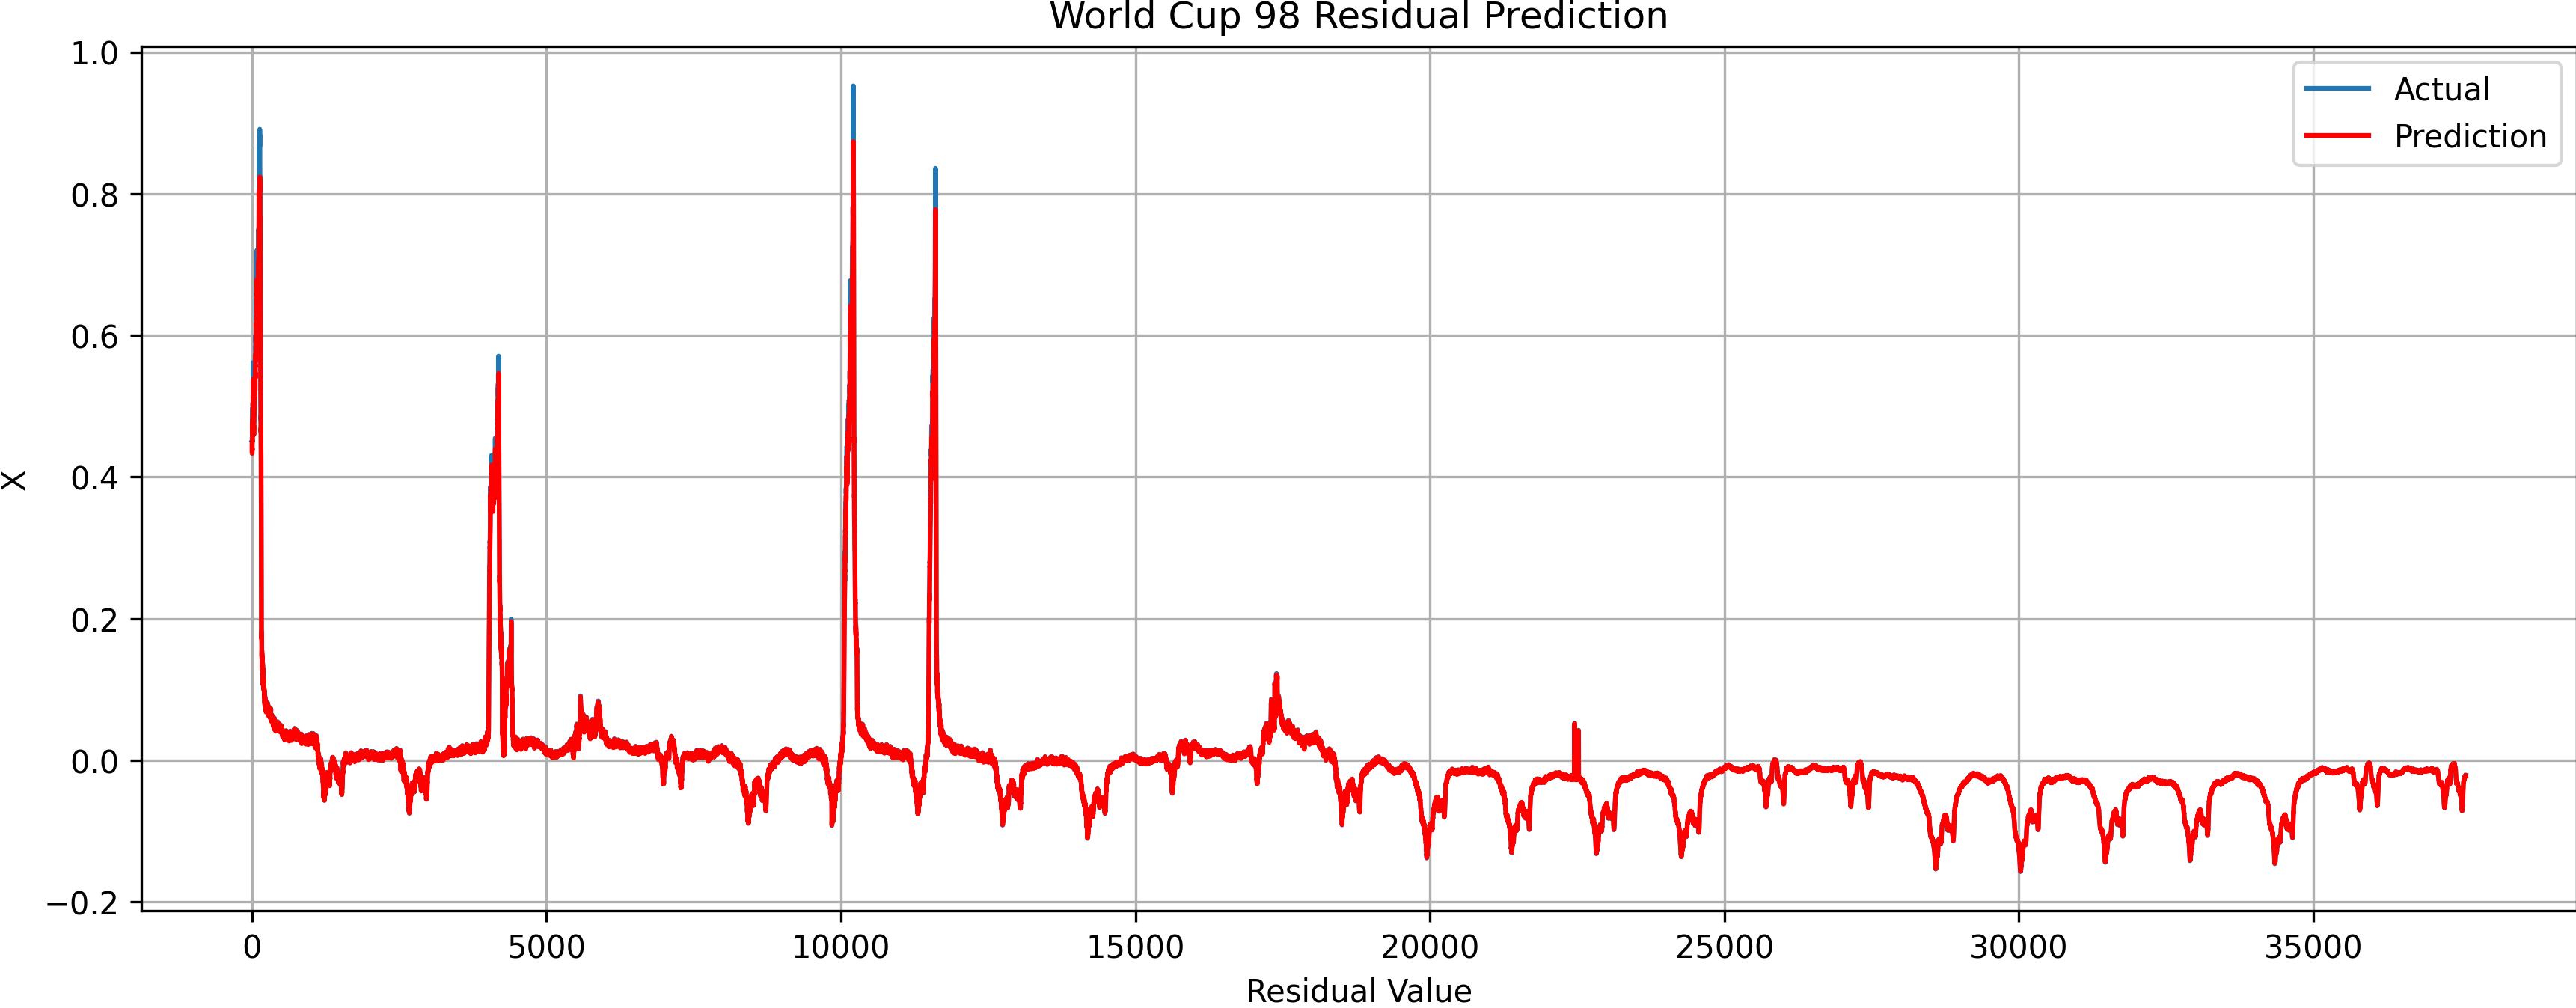 World Cup 98 Residual Prediction
1.0
0.8
0.6
0.4
0.2
0.0
−0.2
X
Actual
Prediction
0 5000 10000 15000 20000 25000 30000 35000
Residual Value